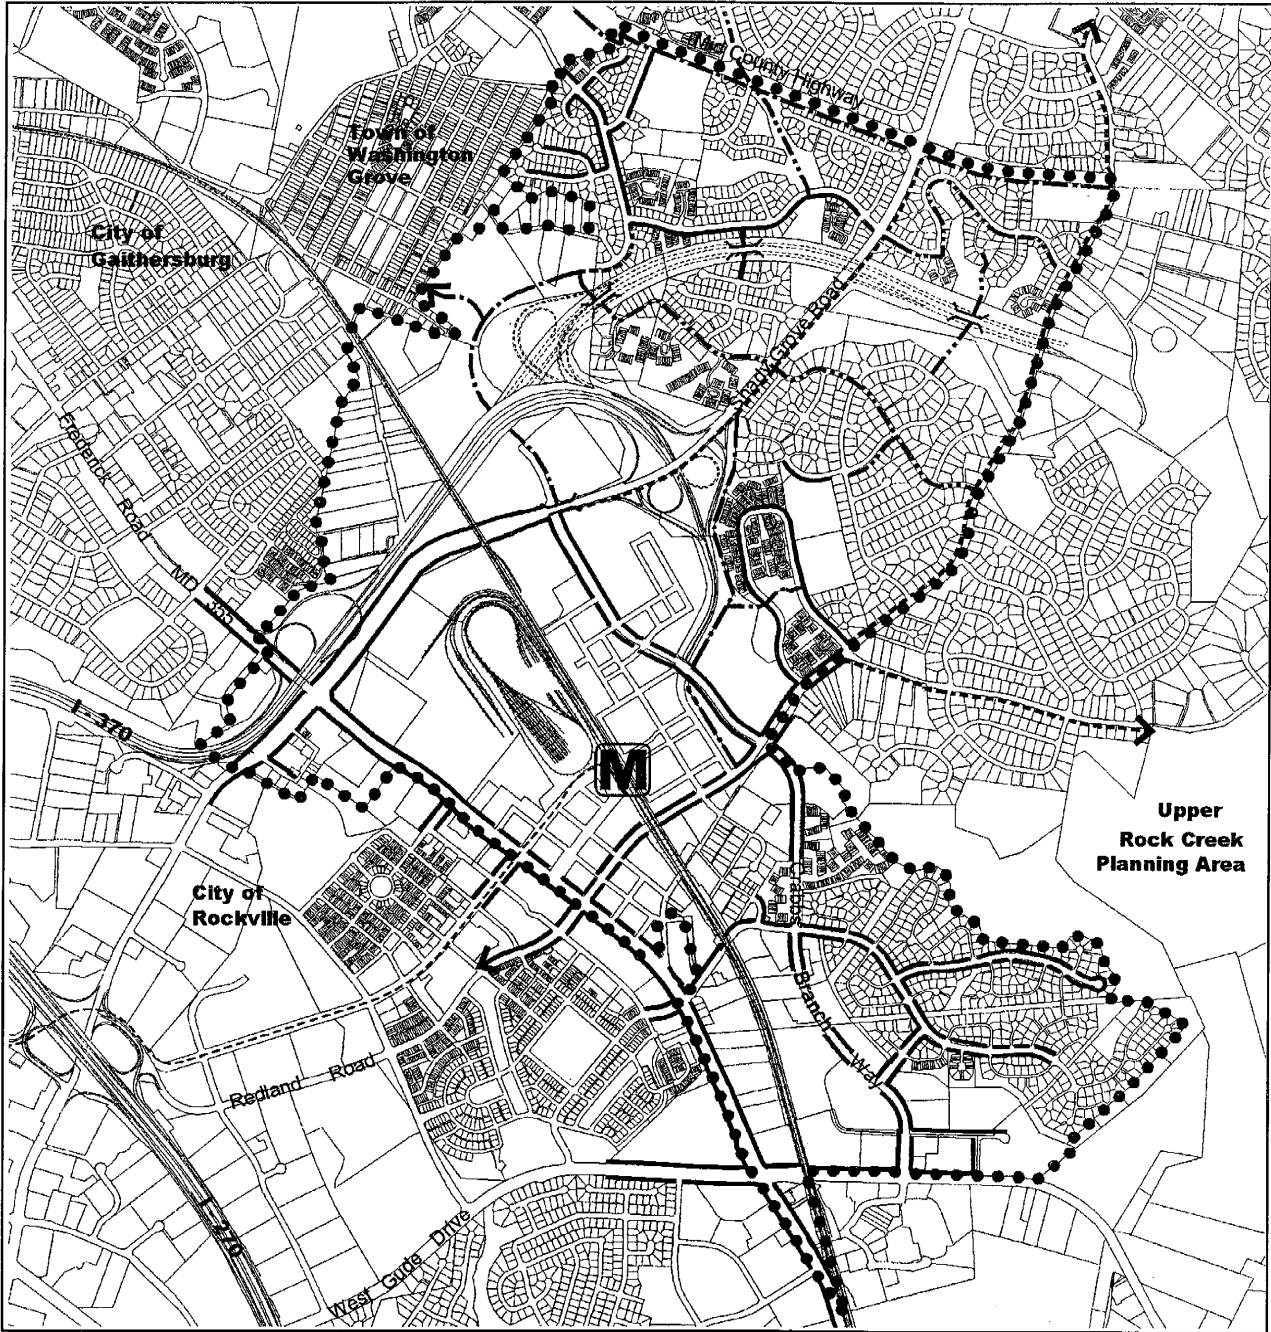 Mid County Highway
Town of
Washington
Grove
City of
Gaithersburg
Shady Grove Road
Frederick Road
MD 355
I - 370
M
Upper
Rock Creek
Planning Area
City of
Rockville
Branch Way
Redland Road
I - 270
West Gude Drive